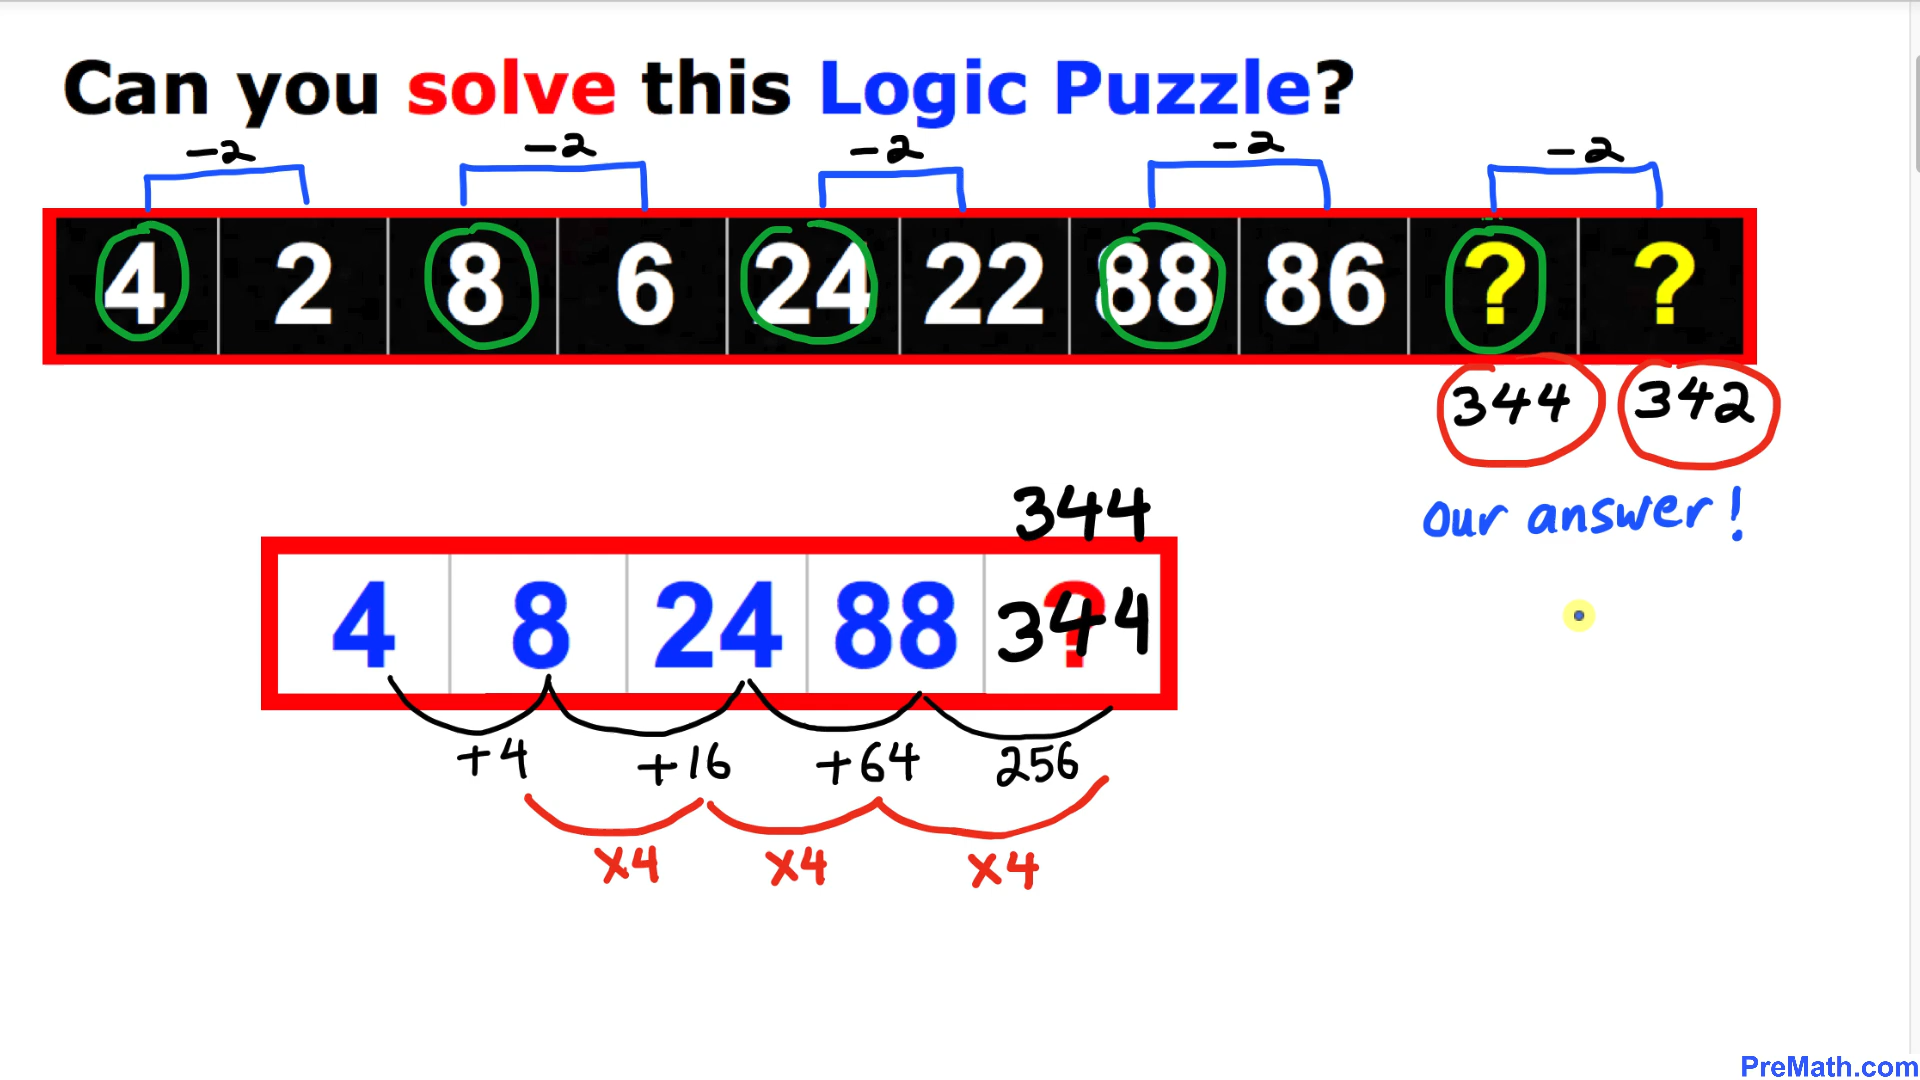 Can you solve this Logic Puzzle?
-2 -2 -2 -2 -2
4 2 8 6 24 22 88 86 ? ?
344 342
344
our answer!
4 8 24 88 ? 344
+4 +16 +64 256
x4 x4 x4
PreMath.com